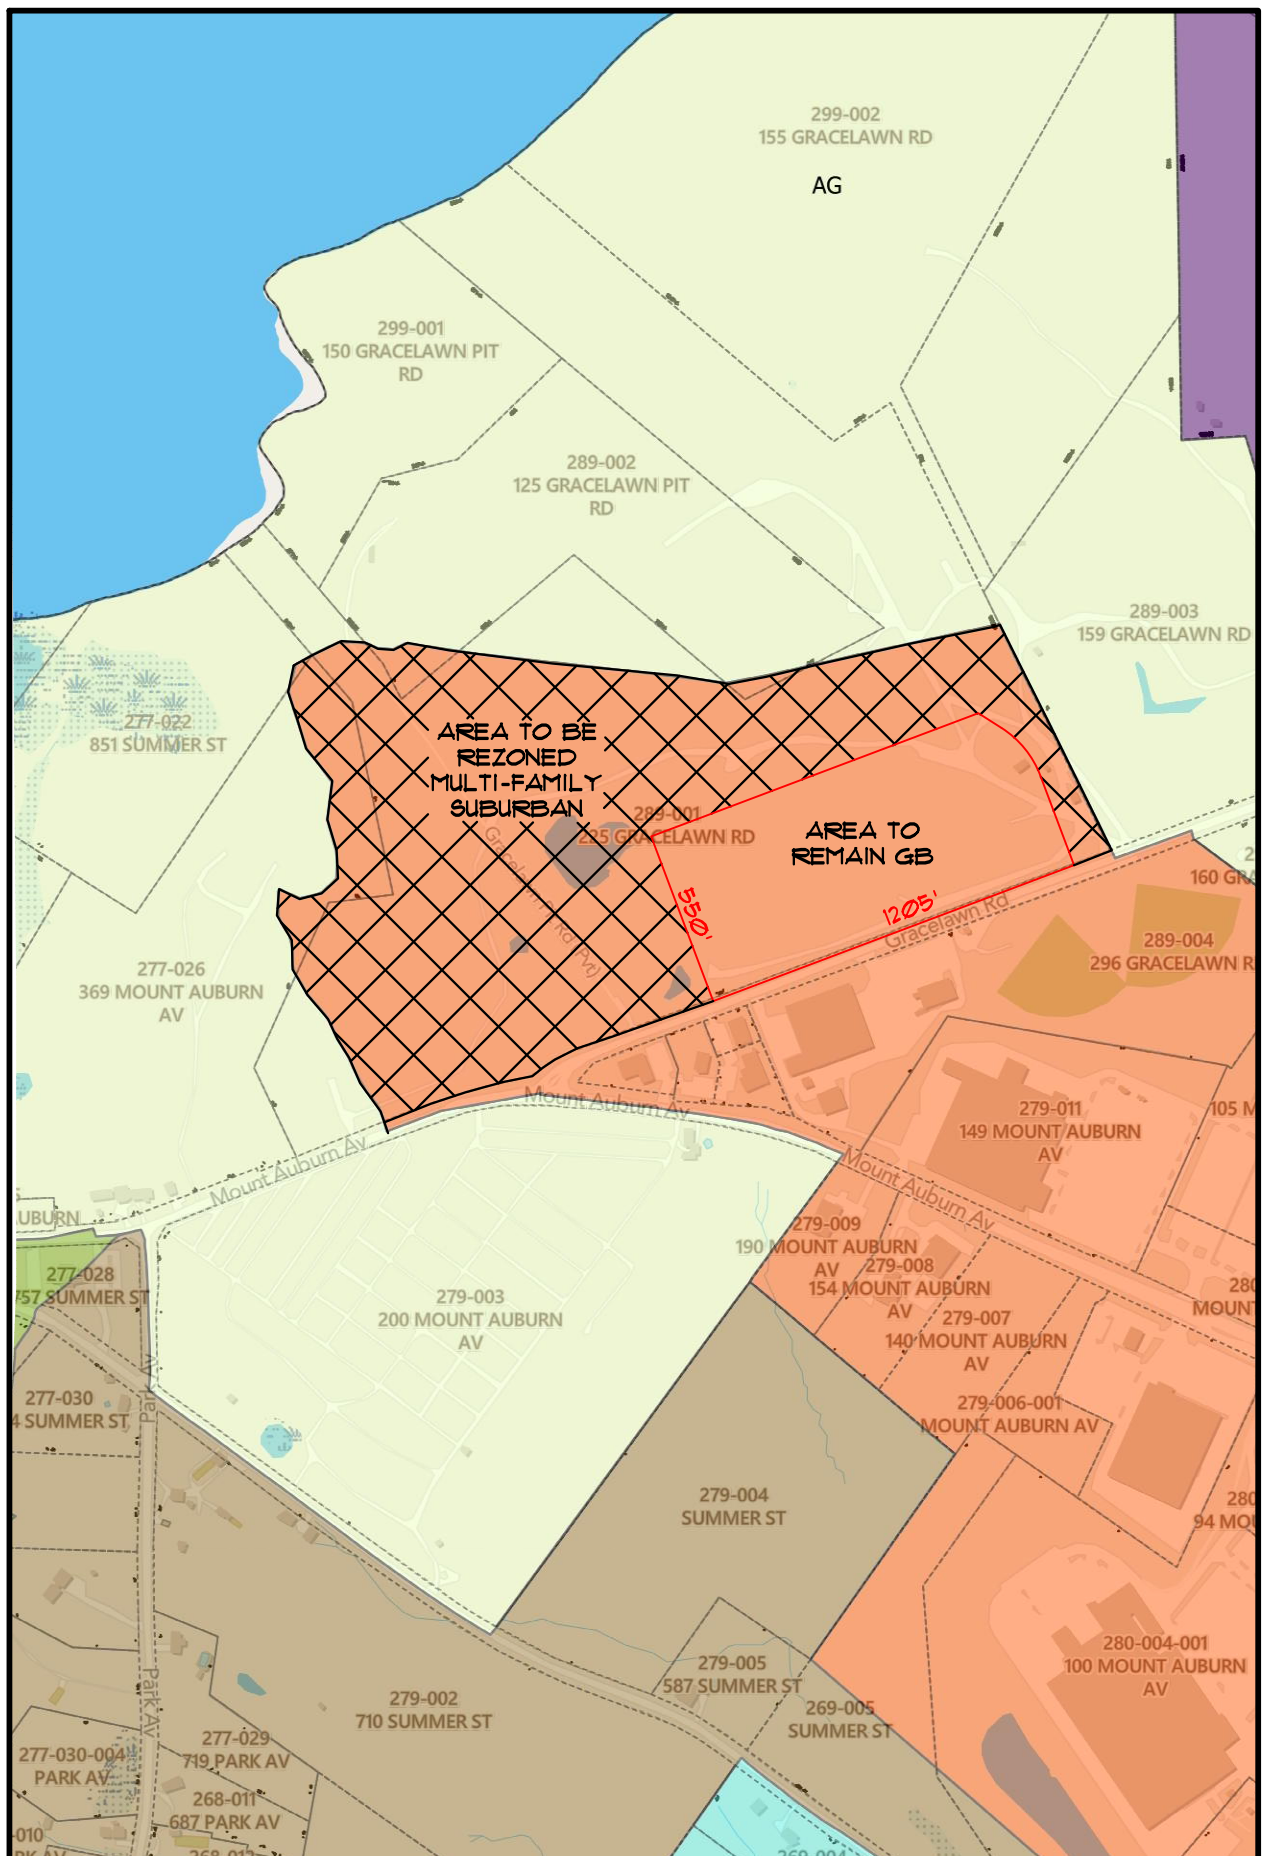 299-002
155 GRACELAWN RD
AG
299-001
150 GRACELAWN PIT
RD
289-002
125 GRACELAWN PIT
RD
289-003
159 GRACELAWN RD
277-022
851 SUMMER ST
AREA TO BE
REZONED
MULTI-FAMILY
SUBURBAN
289-001
225 GRACELAWN RD
AREA TO
REMAIN GB
550'
1205'
Gracelawn Rd
160
289-004
296 GRACELAWN
277-026
369 MOUNT AUBURN
AV
Mount Auburn Av
Mount Auburn Av
Mount Auburn Av
279-011
149 MOUNT AUBURN
AV
105
277-028
757 SUMMER ST
279-009
190 MOUNT AUBURN
AV
279-008
154 MOUNT AUBURN
AV
279-007
140 MOUNT AUBURN
AV
280
279-003
200 MOUNT AUBURN
AV
277-030
SUMMER ST
Park Av
279-006-001
MOUNT AUBURN AV
279-004
SUMMER ST
280
94
280-004-001
100 MOUNT AUBURN
AV
279-005
587 SUMMER ST
269-005
SUMMER ST
279-002
710 SUMMER ST
Park Av
277-029
719 PARK AV
277-030-004
PARK AV
268-011
687 PARK AV
-010